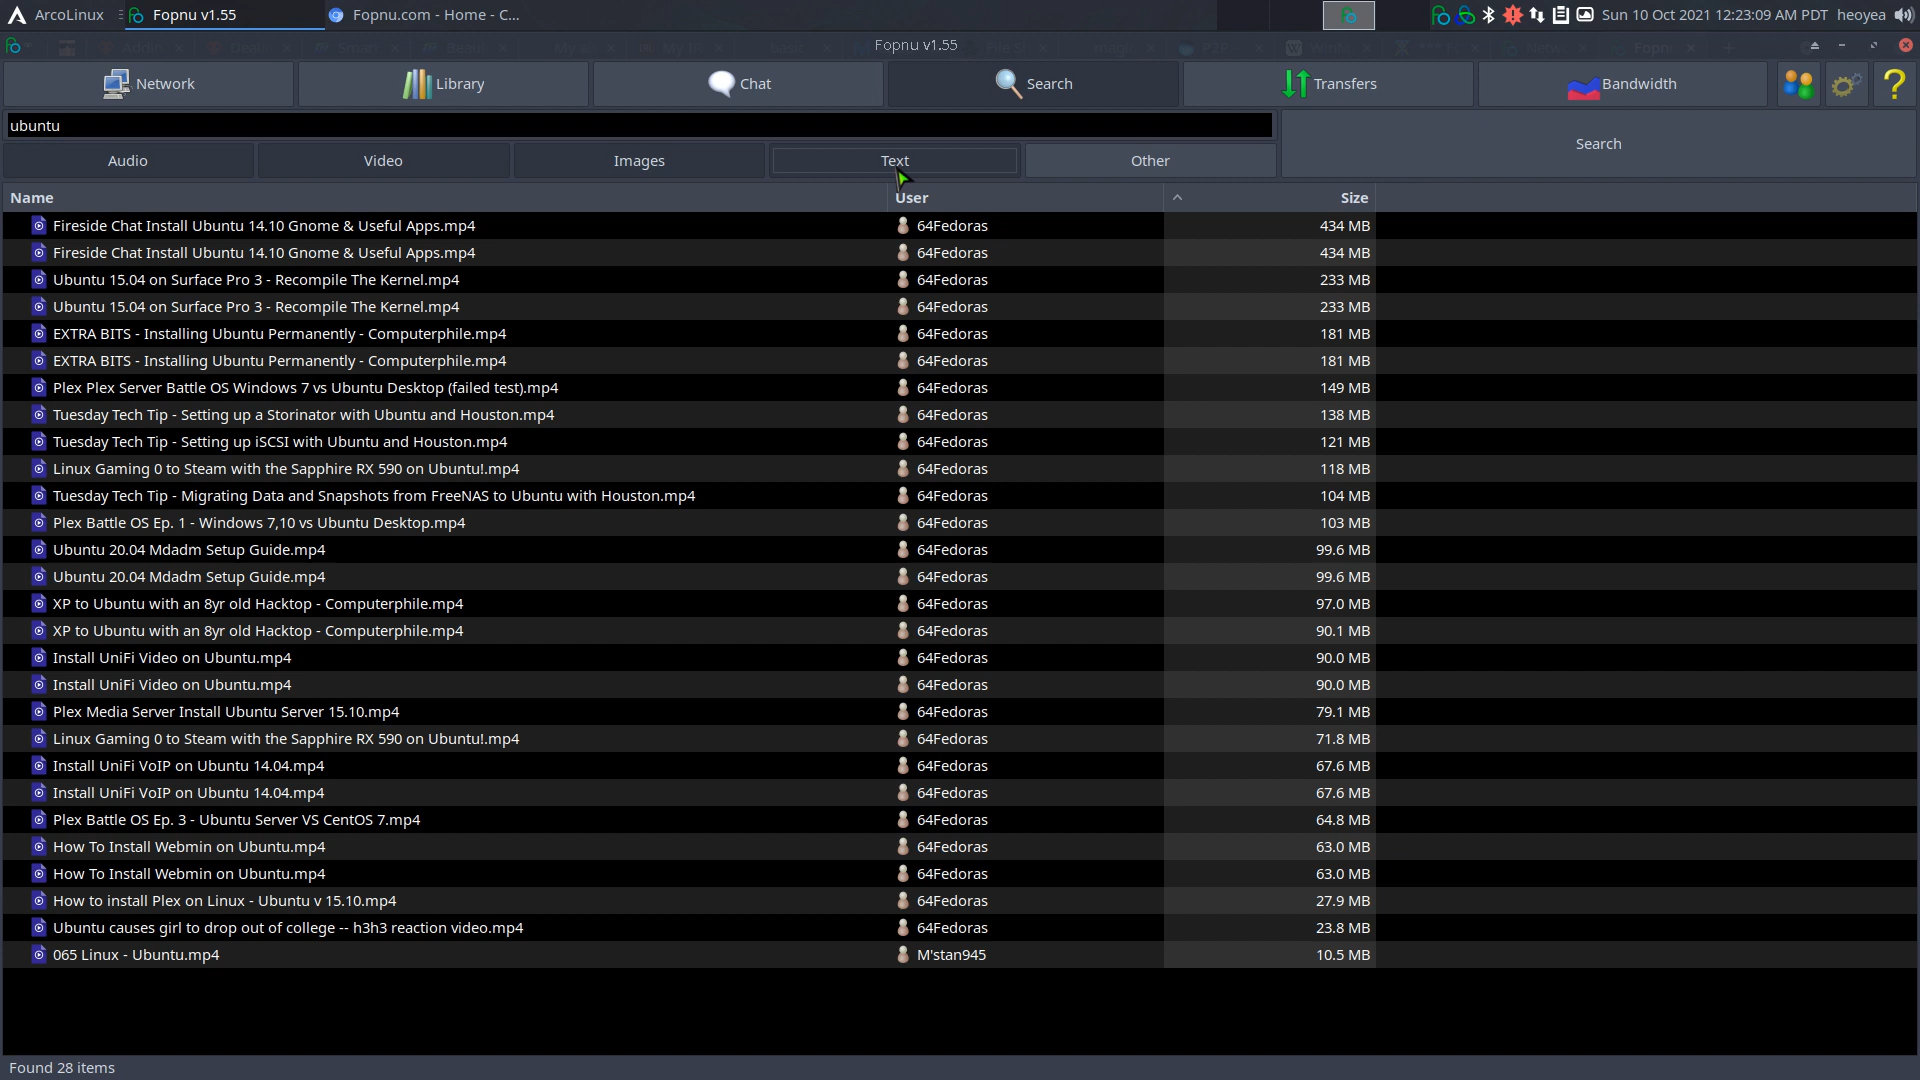 ArcoLinux Fopnu v1.55 Fopnu.com - Home - C... Sun 10 Oct 2021 12:23:09 AM PDT heoyea
Fopnu v1.55
Network Library Chat Search Transfers Bandwidth ?
ubuntu
Search
Audio Video Images Text Other
Name User Size
Fireside Chat Install Ubuntu 14.10 Gnome & Useful Apps.mp4 64Fedoras 434 MB
Fireside Chat Install Ubuntu 14.10 Gnome & Useful Apps.mp4 64Fedoras 434 MB
Ubuntu 15.04 on Surface Pro 3 - Recompile The Kernel.mp4 64Fedoras 233 MB
Ubuntu 15.04 on Surface Pro 3 - Recompile The Kernel.mp4 64Fedoras 233 MB
EXTRA BITS - Installing Ubuntu Permanently - Computerphile.mp4 64Fedoras 181 MB
EXTRA BITS - Installing Ubuntu Permanently - Computerphile.mp4 64Fedoras 181 MB
Plex Plex Server Battle OS Windows 7 vs Ubuntu Desktop (failed test).mp4 64Fedoras 149 MB
Tuesday Tech Tip - Setting up a Storinator with Ubuntu and Houston.mp4 64Fedoras 138 MB
Tuesday Tech Tip - Setting up iSCSI with Ubuntu and Houston.mp4 64Fedoras 121 MB
Linux Gaming 0 to Steam with the Sapphire RX 590 on Ubuntu!.mp4 64Fedoras 118 MB
Tuesday Tech Tip - Migrating Data and Snapshots from FreeNAS to Ubuntu with Houston.mp4 64Fedoras 104 MB
Plex Battle OS Ep. 1 - Windows 7,10 vs Ubuntu Desktop.mp4 64Fedoras 103 MB
Ubuntu 20.04 Mdadm Setup Guide.mp4 64Fedoras 99.6 MB
Ubuntu 20.04 Mdadm Setup Guide.mp4 64Fedoras 99.6 MB
XP to Ubuntu with an 8yr old Hacktop - Computerphile.mp4 64Fedoras 97.0 MB
XP to Ubuntu with an 8yr old Hacktop - Computerphile.mp4 64Fedoras 90.1 MB
Install UniFi Video on Ubuntu.mp4 64Fedoras 90.0 MB
Install UniFi Video on Ubuntu.mp4 64Fedoras 90.0 MB
Plex Media Server Install Ubuntu Server 15.10.mp4 64Fedoras 79.1 MB
Linux Gaming 0 to Steam with the Sapphire RX 590 on Ubuntu!.mp4 64Fedoras 71.8 MB
Install UniFi VoIP on Ubuntu 14.04.mp4 64Fedoras 67.6 MB
Install UniFi VoIP on Ubuntu 14.04.mp4 64Fedoras 67.6 MB
Plex Battle OS Ep. 3 - Ubuntu Server VS CentOS 7.mp4 64Fedoras 64.8 MB
How To Install Webmin on Ubuntu.mp4 64Fedoras 63.0 MB
How To Install Webmin on Ubuntu.mp4 64Fedoras 63.0 MB
How to install Plex on Linux - Ubuntu v 15.10.mp4 64Fedoras 27.9 MB
Ubuntu causes girl to drop out of college -- h3h3 reaction video.mp4 64Fedoras 23.8 MB
065 Linux - Ubuntu.mp4 M'stan945 10.5 MB
Found 28 items